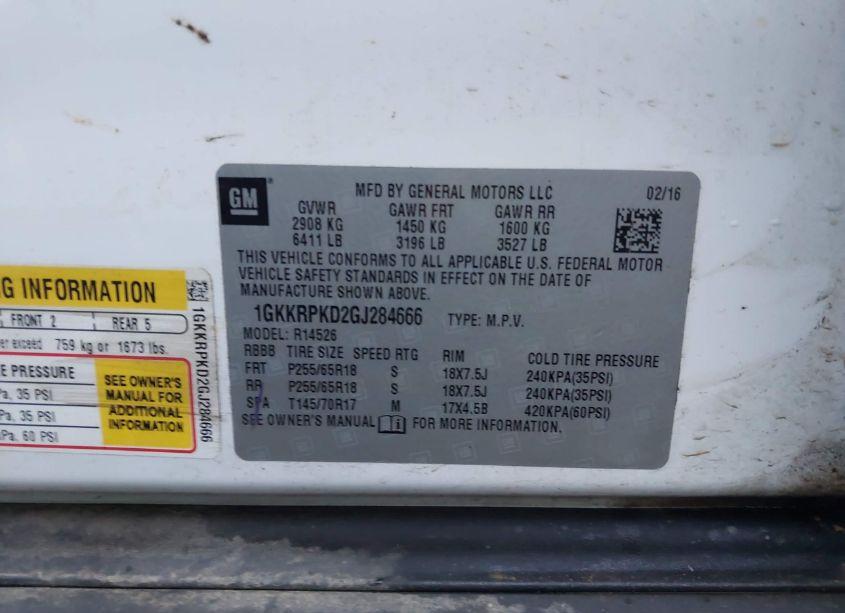 GM
MFD BY GENERAL MOTORS LLC 02/16
GVWR GAWR FRT GAWR RR
2908 KG 1450 KG 1600 KG
6411 LB 3196 LB 3527 LB
THIS VEHICLE CONFORMS TO ALL APPLICABLE U.S. FEDERAL MOTOR
VEHICLE SAFETY STANDARDS IN EFFECT ON THE DATE OF
MANUFACTURE SHOWN ABOVE.
1GKKRPKD2GJ284666 TYPE: M.P.V.
MODEL: R14526
RBBB TIRE SIZE SPEED RTG RIM COLD TIRE PRESSURE
FRT P255/65R18 S 18X7.5J 240KPA(35PSI)
RR P255/65R18 S 18X7.5J 240KPA(35PSI)
SPA T145/70R17 M 17X4.5B 420KPA(60PSI)
SEE OWNER'S MANUAL i FOR MORE INFORMATION.
G INFORMATION
FRONT 2 REAR 5
er exceed 759 kg or 1673 lbs.
E PRESSURE
Pa, 35 PSI
Pa, 35 PSI
Pa, 60 PSI
SEE OWNER'S
MANUAL FOR
ADDITIONAL
INFORMATION
1GKKRPKD2GJ284666